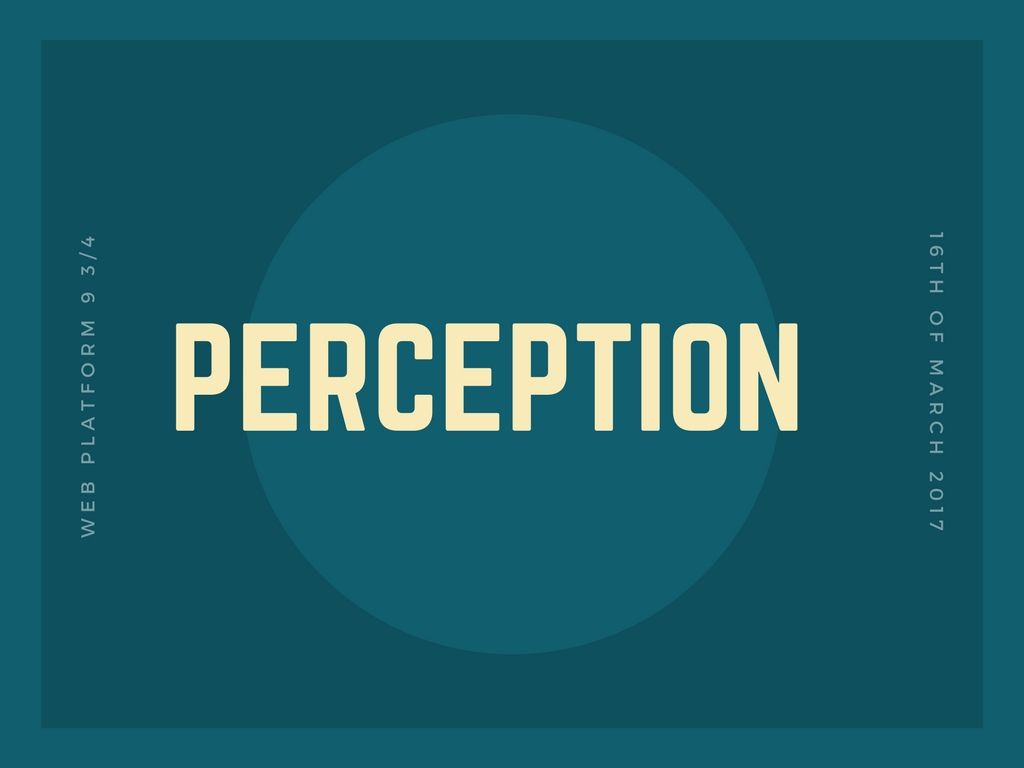 WEB PLATFORM 9 3/4
PERCEPTION
16TH OF MARCH 2017